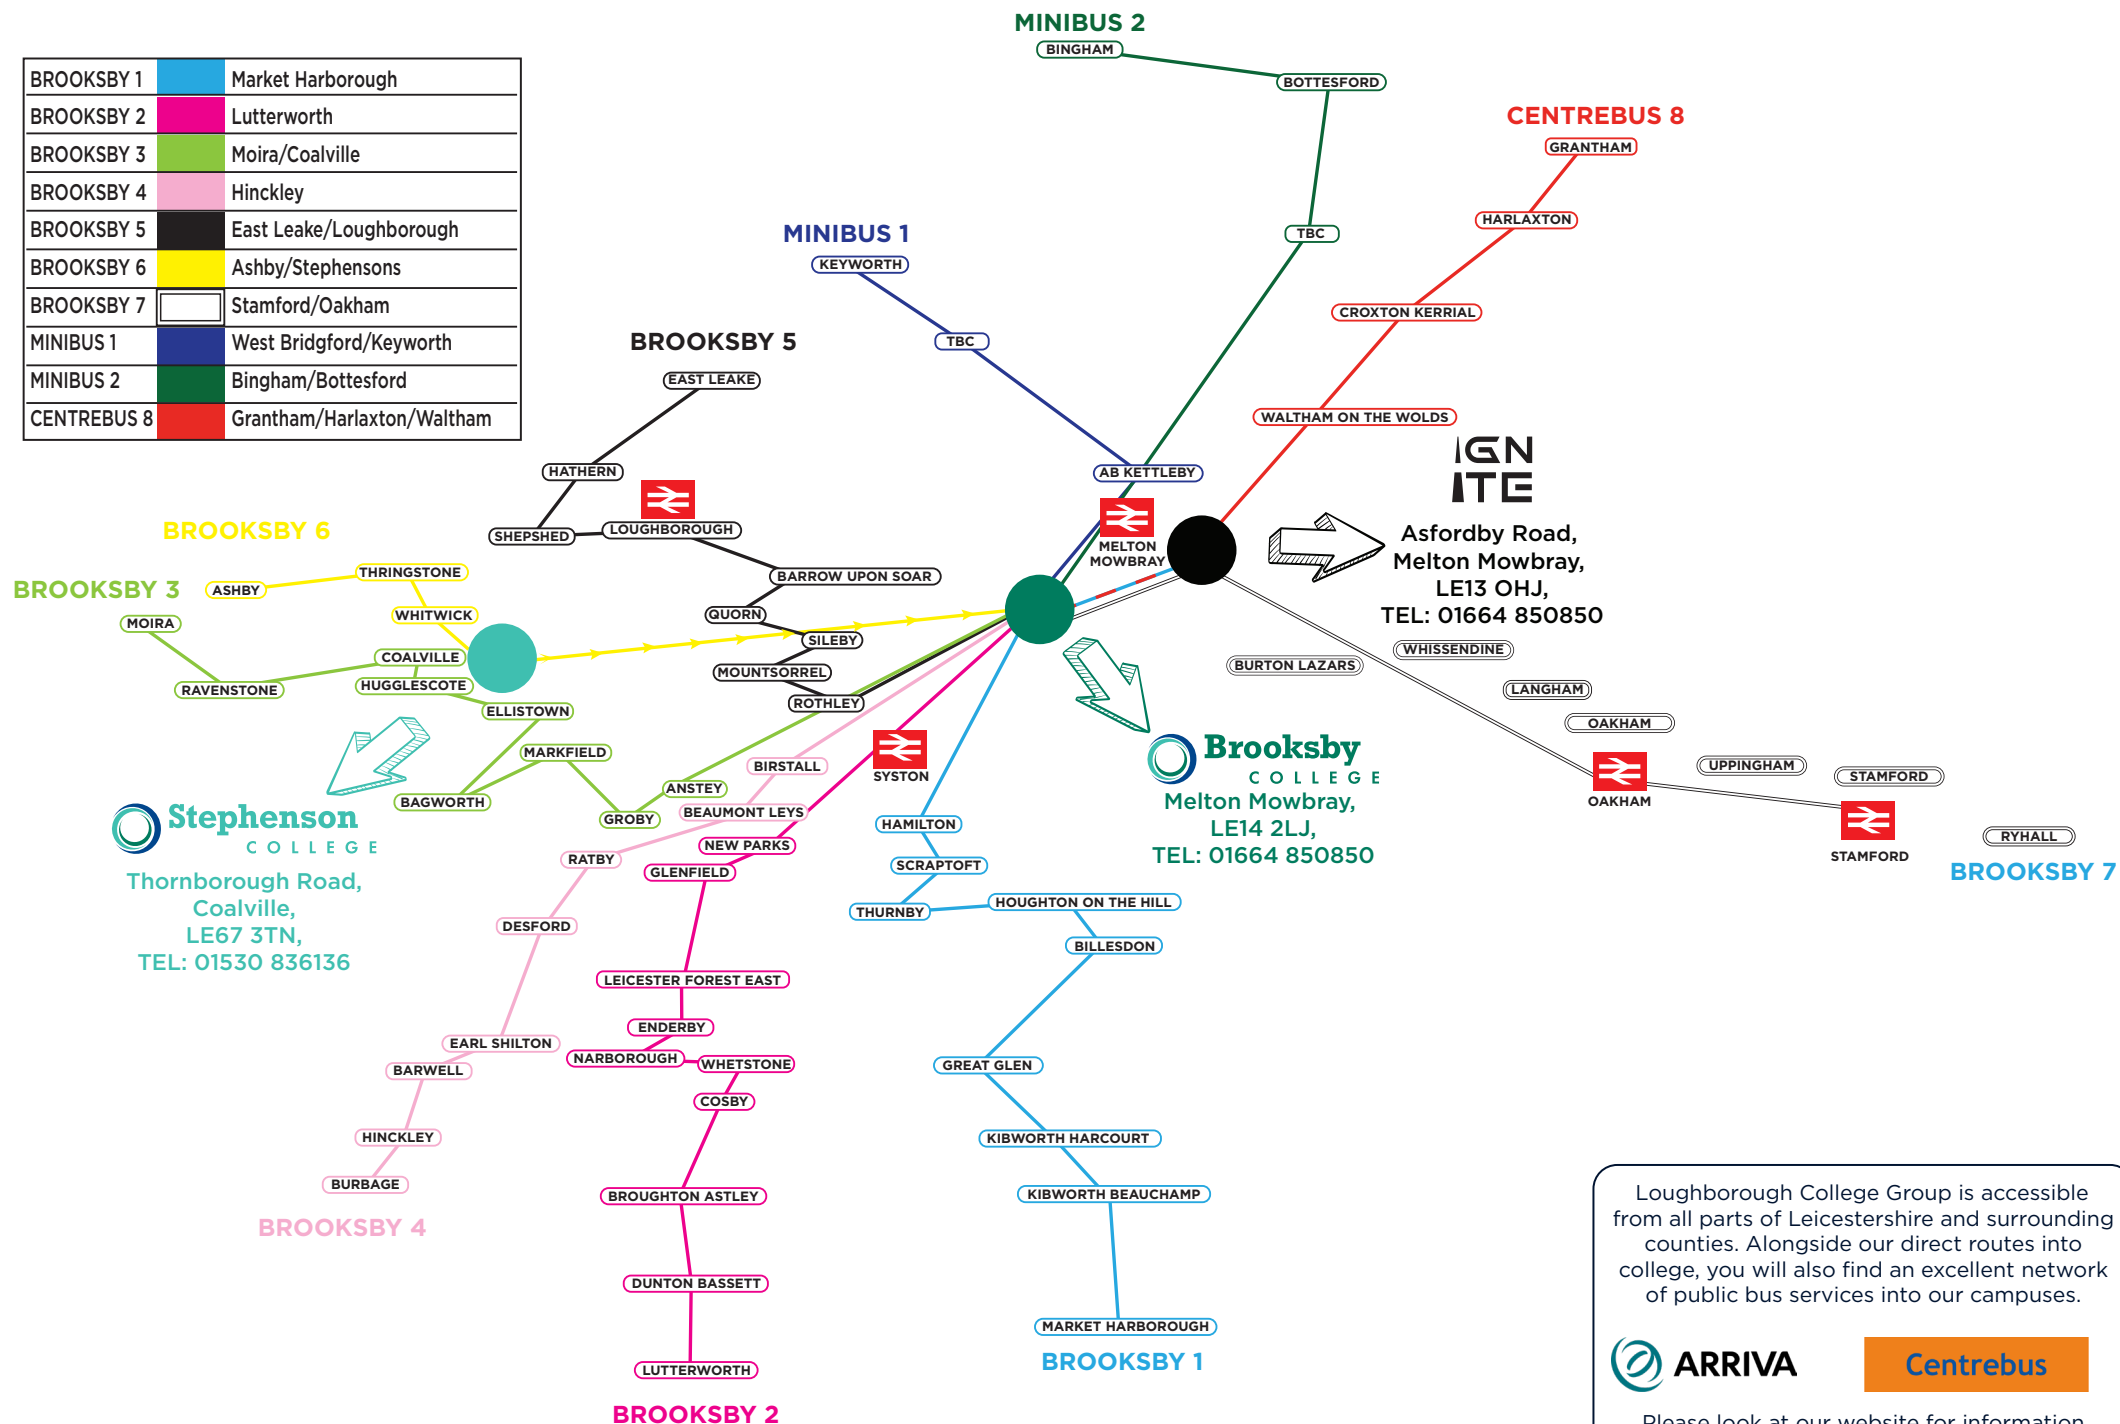 BROOKSBY 1 Market Harborough
BROOKSBY 2 Lutterworth
BROOKSBY 3 Moira/Coalville
BROOKSBY 4 Hinckley
BROOKSBY 5 East Leake/Loughborough
BROOKSBY 6 Ashby/Stephensons
BROOKSBY 7 Stamford/Oakham
MINIBUS 1 West Bridgford/Keyworth
MINIBUS 2 Bingham/Bottesford
CENTREBUS 8 Grantham/Harlaxton/Waltham
MINIBUS 2
BINGHAM
BOTTESFORD
TBC
CENTREBUS 8
GRANTHAM
HARLAXTON
CROXTON KERRIAL
WALTHAM ON THE WOLDS
MINIBUS 1
KEYWORTH
TBC
AB KETTLEBY
BROOKSBY 5
EAST LEAKE
HATHERN
SHEPSHED
LOUGHBOROUGH
BARROW UPON SOAR
QUORN
SILEBY
MOUNTSORREL
ROTHLEY
BROOKSBY 6
ASHBY
THRINGSTONE
WHITWICK
BROOKSBY 3
MOIRA
RAVENSTONE
COALVILLE
HUGGLESCOTE
ELLISTOWN
BAGWORTH
MARKFIELD
GROBY
ANSTEY
MELTON
MOWBRAY
IGN
ITE
Asfordby Road,
Melton Mowbray,
LE13 OHJ,
TEL: 01664 850850
BURTON LAZARS
WHISSENDINE
LANGHAM
OAKHAM
OAKHAM
UPPINGHAM
STAMFORD
STAMFORD
RYHALL
BROOKSBY 7
Brooksby
COLLEGE
Melton Mowbray,
LE14 2LJ,
TEL: 01664 850850
Stephenson
COLLEGE
Thornborough Road,
Coalville,
LE67 3TN,
TEL: 01530 836136
BIRSTALL
BEAUMONT LEYS
RATBY
DESFORD
EARL SHILTON
BARWELL
HINCKLEY
BURBAGE
BROOKSBY 4
SYSTON
NEW PARKS
GLENFIELD
LEICESTER FOREST EAST
ENDERBY
NARBOROUGH
WHETSTONE
COSBY
BROUGHTON ASTLEY
DUNTON BASSETT
LUTTERWORTH
BROOKSBY 2
HAMILTON
SCRAPTOFT
THURNBY
HOUGHTON ON THE HILL
BILLESDON
GREAT GLEN
KIBWORTH HARCOURT
KIBWORTH BEAUCHAMP
MARKET HARBOROUGH
BROOKSBY 1
Loughborough College Group is accessible
from all parts of Leicestershire and surrounding
counties. Alongside our direct routes into
college, you will also find an excellent network
of public bus services into our campuses.
ARRIVA
Centrebus
Please look at our website for information